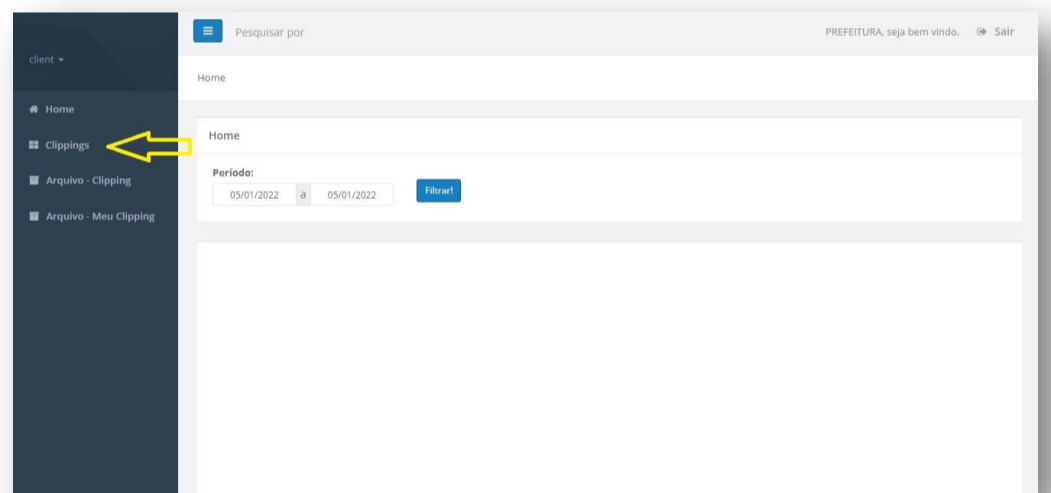 Pesquisar por
PREFEITURA, seja bem vindo. Sair
client
Home
Home
Clippings
Arquivo - Clipping
Arquivo - Meu Clipping
Home
Período:
05/01/2022 a 05/01/2022 Filtrar!